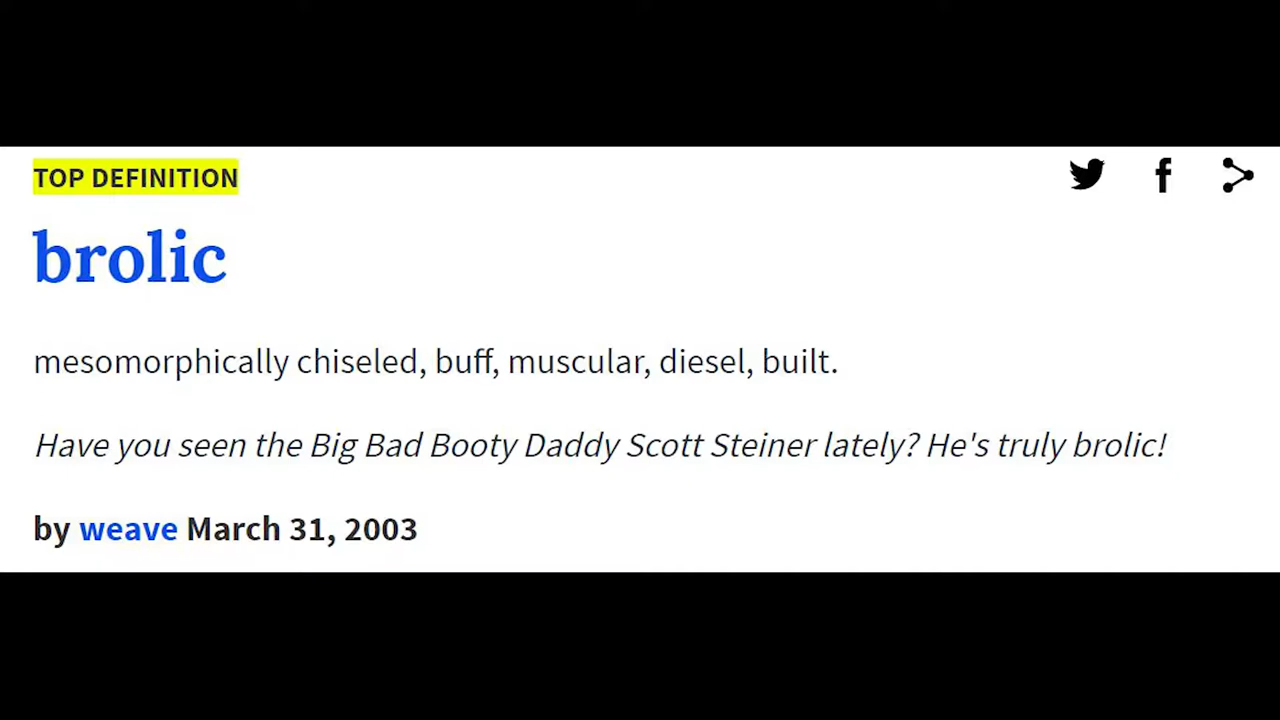 TOP DEFINITION
brolic
mesomorphically chiseled, buff, muscular, diesel, built.
Have you seen the Big Bad Booty Daddy Scott Steiner lately? He's truly brolic!
by weave March 31, 2003